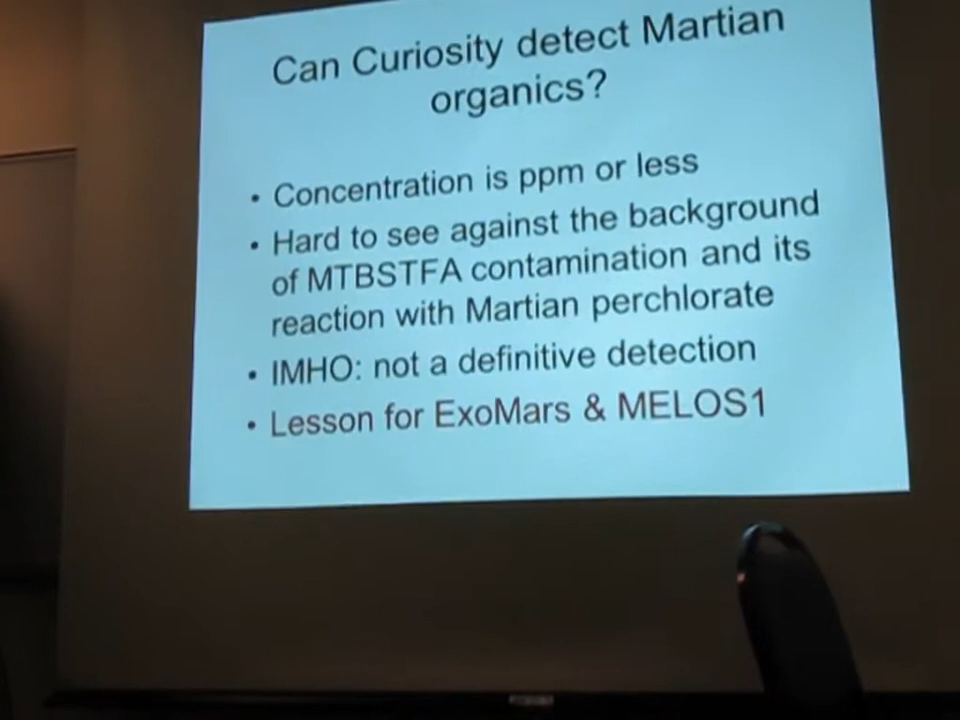 Can Curiosity detect Martian
organics?
• Concentration is ppm or less
• Hard to see against the background
of MTBSTFA contamination and its
reaction with Martian perchlorate
• IMHO: not a definitive detection
• Lesson for ExoMars & MELOS1